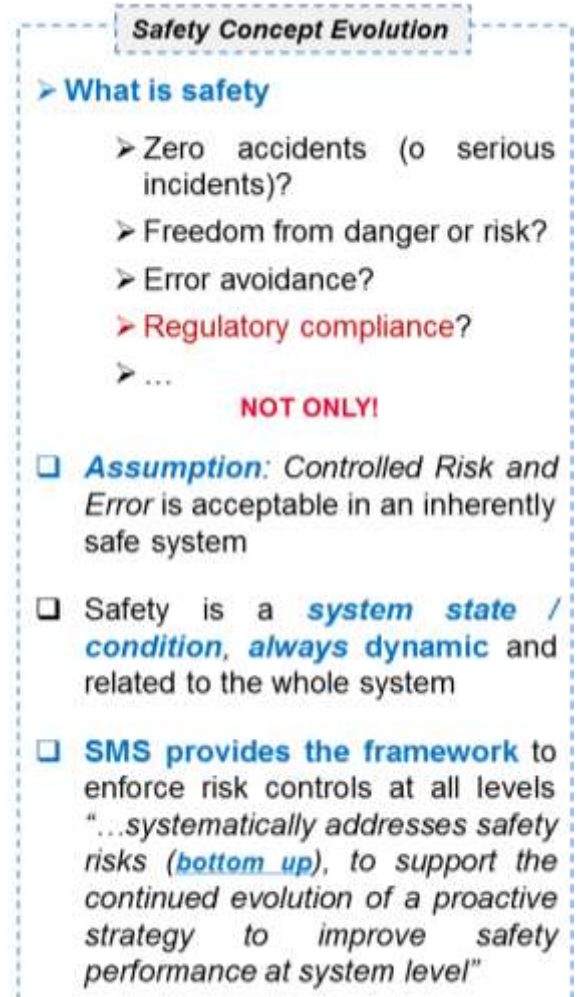 Safety Concept Evolution
➢ What is safety
➢ Zero accidents (o serious
incidents)?
➢ Freedom from danger or risk?
➢ Error avoidance?
➢ Regulatory compliance?
➢ …
NOT ONLY!
❑ Assumption: Controlled Risk and
Error is acceptable in an inherently
safe system
❑ Safety is a system state /
condition, always dynamic and
related to the whole system
❑ SMS provides the framework to
enforce risk controls at all levels
“…systematically addresses safety
risks (bottom up), to support the
continued evolution of a proactive
strategy to improve safety
performance at system level”